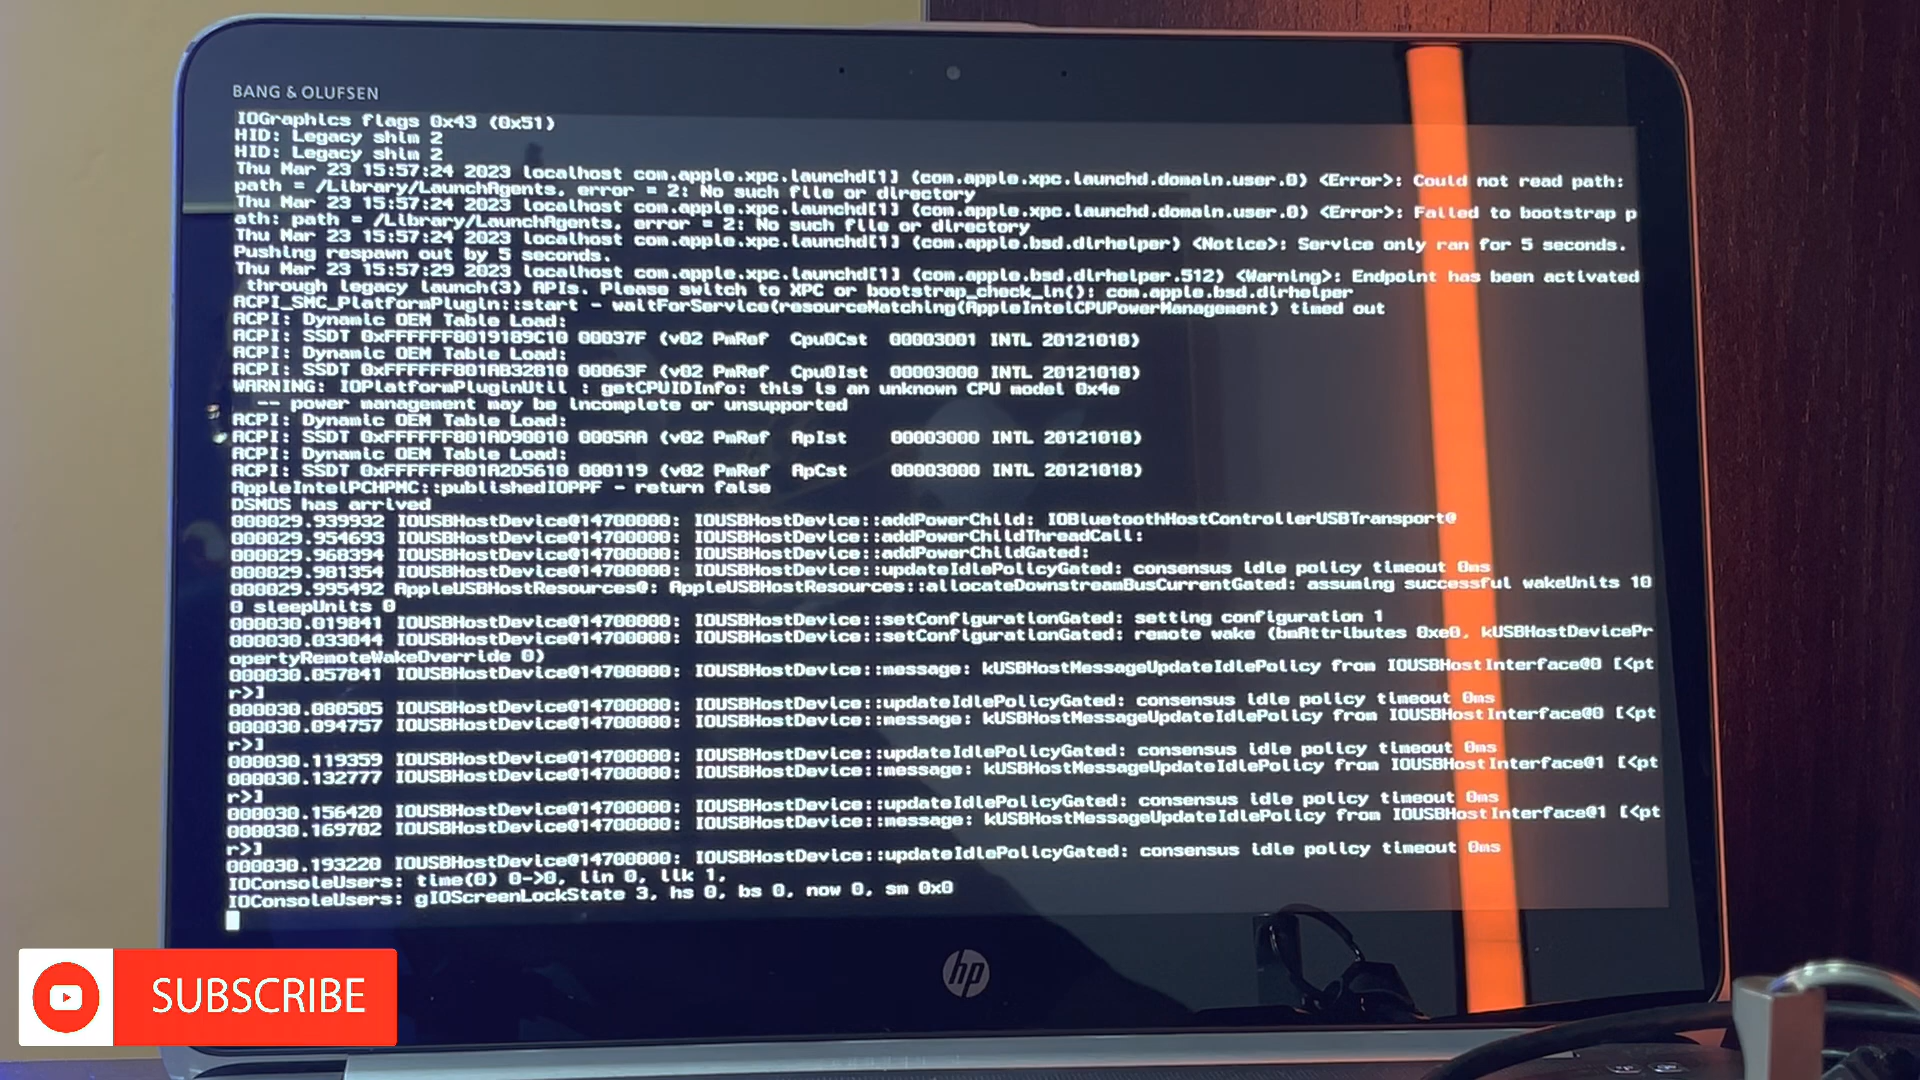 BANG & OLUFSEN
IOGraphics flags 0x43 (0x51)
HID: Legacy shim 2
HID: Legacy shim 2
Thu Mar 23 15:57:24 2023 localhost com.apple.xpc.launchd[1] (com.apple.xpc.launchd.domain.user.0) <Error>: Could not read path:
path = /Library/LaunchAgents, error = 2: No such file or directory
Thu Mar 23 15:57:24 2023 localhost com.apple.xpc.launchd[1] (com.apple.xpc.launchd.domain.user.0) <Error>: Failed to bootstrap p
ath: path = /Library/LaunchAgents, error = 2: No such file or directory
Thu Mar 23 15:57:24 2023 localhost com.apple.xpc.launchd[1] (com.apple.bsd.dirhelper) <Notice>: Service only ran for 5 seconds.
Pushing respawn out by 5 seconds.
Thu Mar 23 15:57:29 2023 localhost com.apple.xpc.launchd[1] (com.apple.bsd.dirhelper.512) <Warning>: Endpoint has been activated
through legacy launch(3) APIs. Please switch to XPC or bootstrap_check_in(): com.apple.bsd.dirhelper
ACPI_SMC_PlatformPlugin::start - waitForService(resourceMatching(AppleIntelCPUPowerManagement) timed out
ACPI: Dynamic OEM Table Load:
ACPI: SSDT 0xFFFFFF8019189C10 00037F (v02 PmRef  Cpu0Cst  00003001 INTL 20121018)
ACPI: Dynamic OEM Table Load:
ACPI: SSDT 0xFFFFFF801AB32810 00063F (v02 PmRef  Cpu0Ist  00003000 INTL 20121018)
WARNING: IOPlatformPluginUtil : getCPUIDInfo: this is an unknown CPU model 0x4e
-- power management may be incomplete or unsupported
ACPI: Dynamic OEM Table Load:
ACPI: SSDT 0xFFFFFF801AD90010 0005AA (v02 PmRef  ApIst    00003000 INTL 20121018)
ACPI: Dynamic OEM Table Load:
ACPI: SSDT 0xFFFFFF801A2D5610 000119 (v02 PmRef  ApCst    00003000 INTL 20121018)
AppleIntelPCHPMC::publishedIOPPF - return false
DSMOS has arrived
000029.939932 IOUSBHostDevice@14700000: IOUSBHostDevice::addPowerChild: IOBluetoothHostControllerUSBTransport@
000029.954693 IOUSBHostDevice@14700000: IOUSBHostDevice::addPowerChildThreadCall:
000029.968394 IOUSBHostDevice@14700000: IOUSBHostDevice::addPowerChildGated:
000029.981354 IOUSBHostDevice@14700000: IOUSBHostDevice::updateIdlePolicyGated: consensus idle policy timeout 0ms
000029.995492 AppleUSBHostResources@: AppleUSBHostResources::allocateDownstreamBusCurrentGated: assuming successful wakeUnits 10
0 sleepUnits 0
000030.019841 IOUSBHostDevice@14700000: IOUSBHostDevice::setConfigurationGated: setting configuration 1
000030.033044 IOUSBHostDevice@14700000: IOUSBHostDevice::setConfigurationGated: remote wake (bmAttributes 0xe0, kUSBHostDevicePr
opertyRemoteWakeOverride 0)
000030.057841 IOUSBHostDevice@14700000: IOUSBHostDevice::message: kUSBHostMessageUpdateIdlePolicy from IOUSBHostInterface@0 [<pt
r>]
000030.080505 IOUSBHostDevice@14700000: IOUSBHostDevice::updateIdlePolicyGated: consensus idle policy timeout 0ms
000030.094757 IOUSBHostDevice@14700000: IOUSBHostDevice::message: kUSBHostMessageUpdateIdlePolicy from IOUSBHostInterface@0 [<pt
r>]
000030.119359 IOUSBHostDevice@14700000: IOUSBHostDevice::updateIdlePolicyGated: consensus idle policy timeout 0ms
000030.132777 IOUSBHostDevice@14700000: IOUSBHostDevice::message: kUSBHostMessageUpdateIdlePolicy from IOUSBHostInterface@1 [<pt
r>]
000030.156420 IOUSBHostDevice@14700000: IOUSBHostDevice::updateIdlePolicyGated: consensus idle policy timeout 0ms
000030.169702 IOUSBHostDevice@14700000: IOUSBHostDevice::message: kUSBHostMessageUpdateIdlePolicy from IOUSBHostInterface@1 [<pt
r>]
000030.193220 IOUSBHostDevice@14700000: IOUSBHostDevice::updateIdlePolicyGated: consensus idle policy timeout 0ms
IOConsoleUsers: time(0) 0->0, lin 0, llk 1,
IOConsoleUsers: gIOScreenLockState 3, hs 0, bs 0, now 0, sm 0x0
hp
SUBSCRIBE